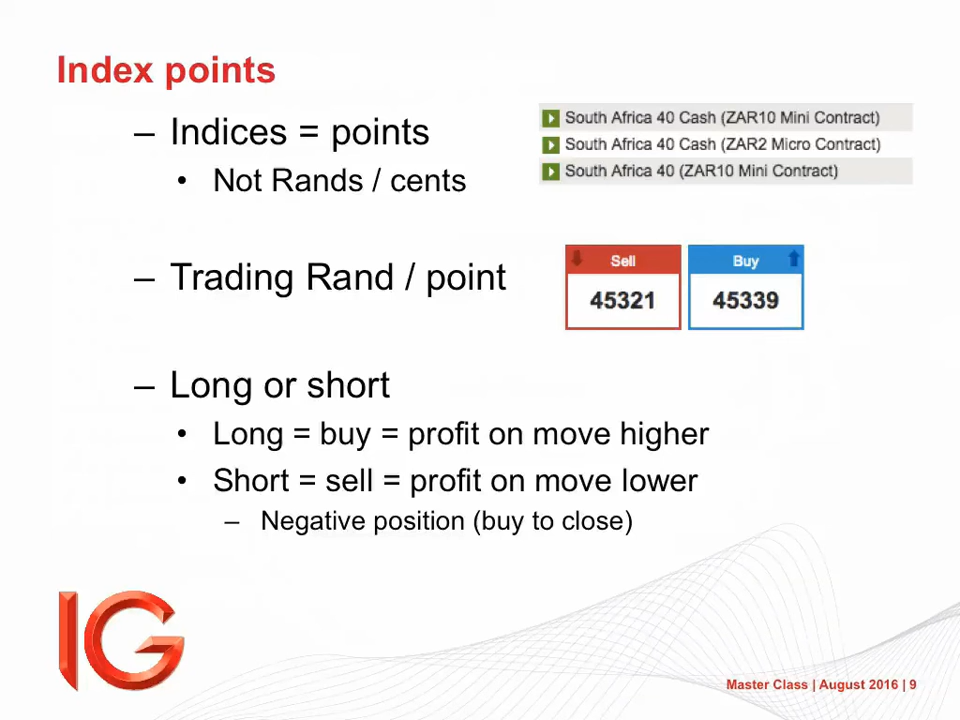 Index points
– Indices = points
• Not Rands / cents
South Africa 40 Cash (ZAR10 Mini Contract)
South Africa 40 Cash (ZAR2 Micro Contract)
South Africa 40 (ZAR10 Mini Contract)
– Trading Rand / point
Sell
45321
Buy
45339
– Long or short
• Long = buy = profit on move higher
• Short = sell = profit on move lower
– Negative position (buy to close)
IG
Master Class | August 2016 | 9